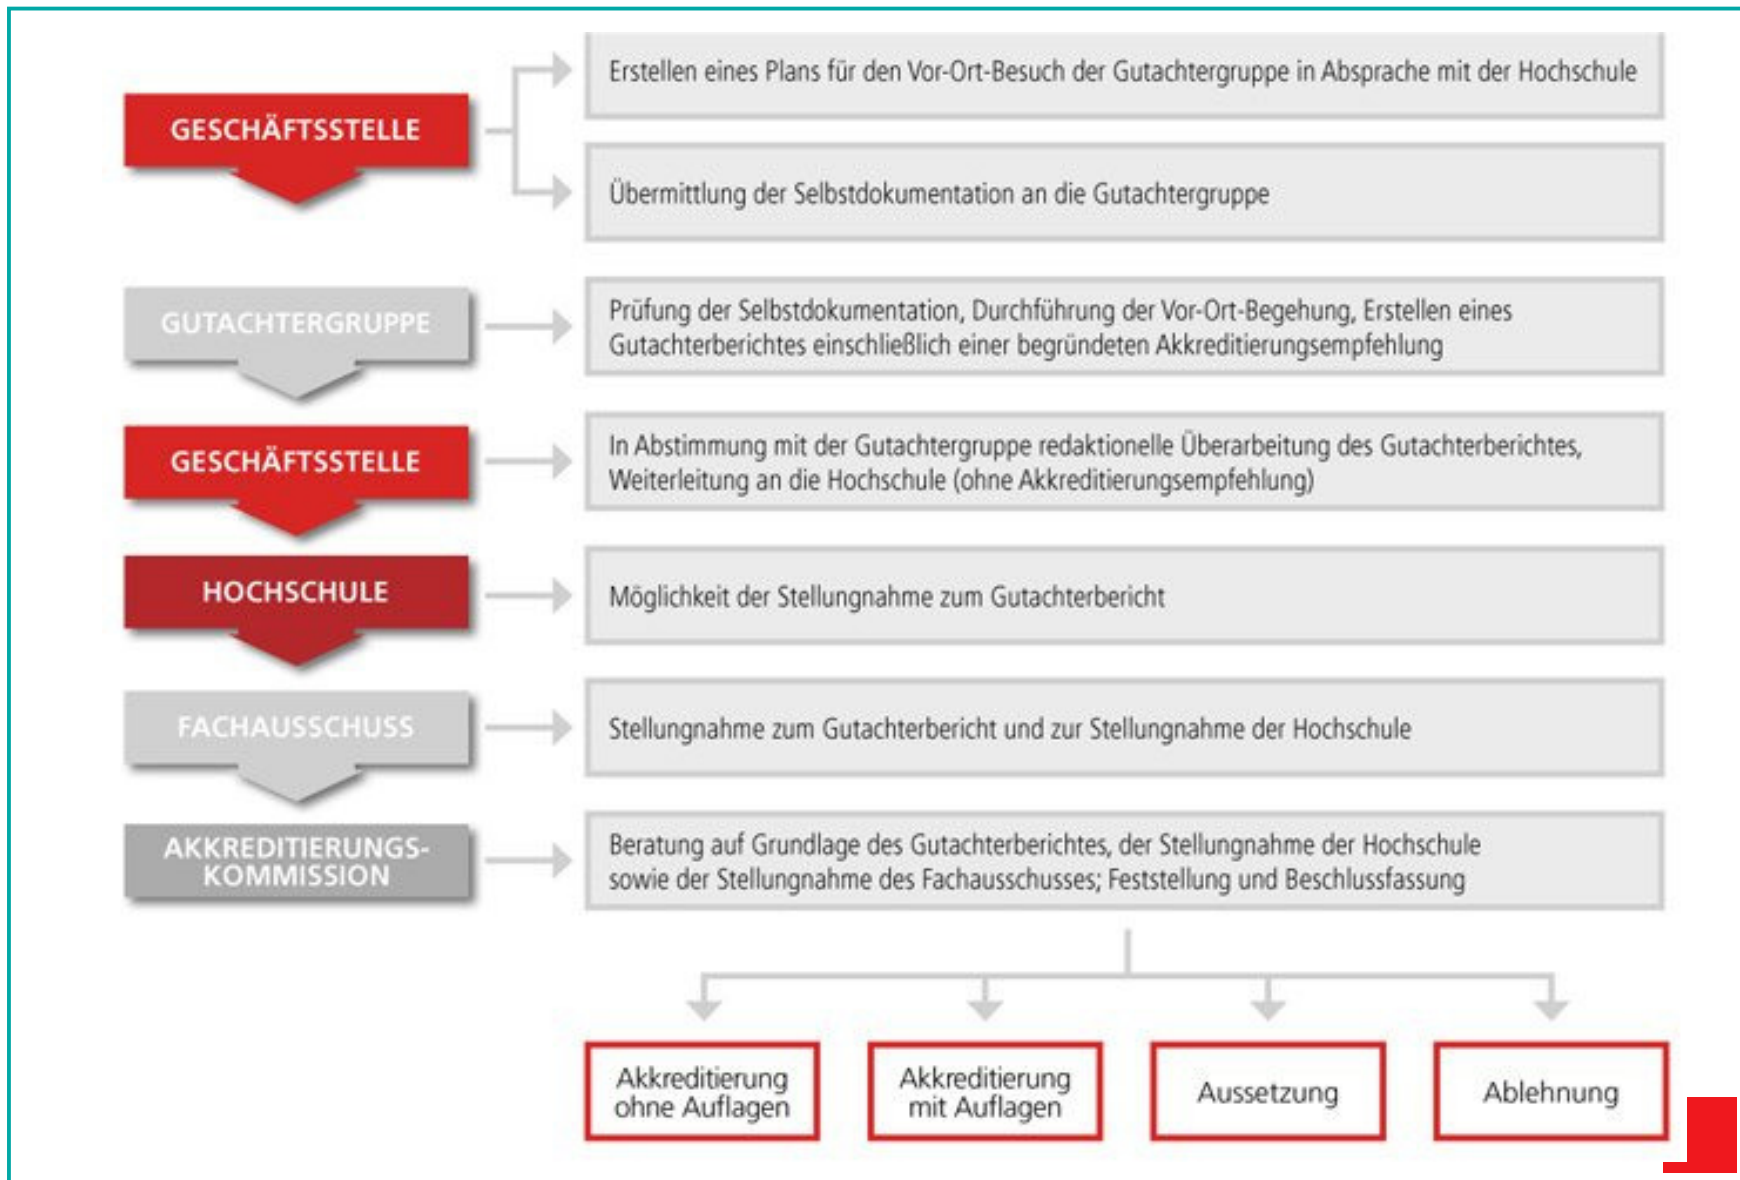 GESCHÄFTSSTELLE
Erstellen eines Plans für den Vor-Ort-Besuch der Gutachtergruppe in Absprache mit der Hochschule
Übermittlung der Selbstdokumentation an die Gutachtergruppe
GUTACHTERGRUPPE
Prüfung der Selbstdokumentation, Durchführung der Vor-Ort-Begehung, Erstellen eines
Gutachterberichtes einschließlich einer begründeten Akkreditierungsempfehlung
GESCHÄFTSSTELLE
In Abstimmung mit der Gutachtergruppe redaktionelle Überarbeitung des Gutachterberichtes,
Weiterleitung an die Hochschule (ohne Akkreditierungsempfehlung)
HOCHSCHULE
Möglichkeit der Stellungnahme zum Gutachterbericht
FACHAUSSCHUSS
Stellungnahme zum Gutachterbericht und zur Stellungnahme der Hochschule
AKKREDITIERUNGS-
KOMMISSION
Beratung auf Grundlage des Gutachterberichtes, der Stellungnahme der Hochschule
sowie der Stellungnahme des Fachausschusses; Feststellung und Beschlussfassung
Akkreditierung
ohne Auflagen
Akkreditierung
mit Auflagen
Aussetzung
Ablehnung